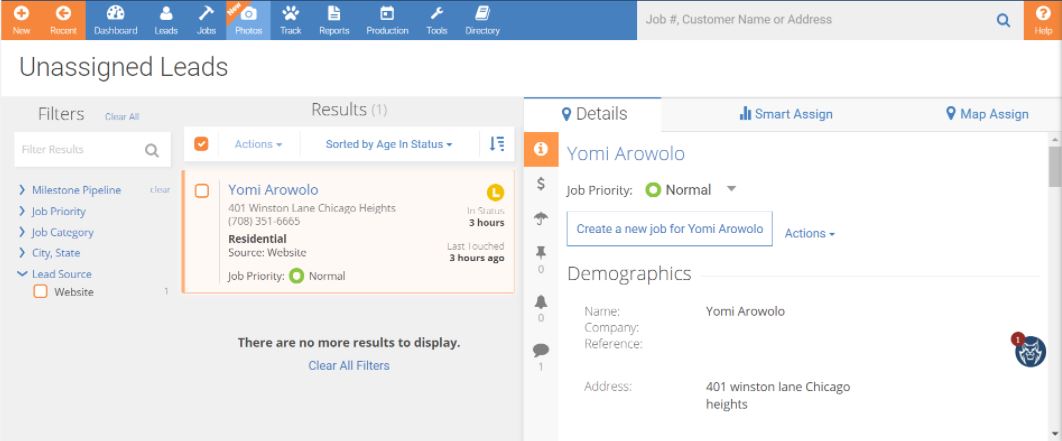 New
Recent
Dashboard
Leads
Jobs
New
Photos
Track
Reports
Production
Tools
Directory
Job #, Customer Name or Address
Help
Unassigned Leads
Filters
Clear All
Filter Results
Milestone Pipeline
clear
Job Priority
Job Category
City, State
Lead Source
Website
1
Results (1)
Actions
Sorted by Age In Status
Yomi Arowolo
401 Winston Lane Chicago Heights
(708) 351-6665
Residential
Source: Website
Job Priority: Normal
L
In Status
3 hours
Last Touched
3 hours ago
There are no more results to display.
Clear All Filters
Details
Smart Assign
Map Assign
$
0
0
1
Yomi Arowolo
Job Priority: Normal
Create a new job for Yomi Arowolo
Actions
Demographics
Name: Yomi Arowolo
Company:
Reference:
Address: 401 winston lane Chicago
heights
1